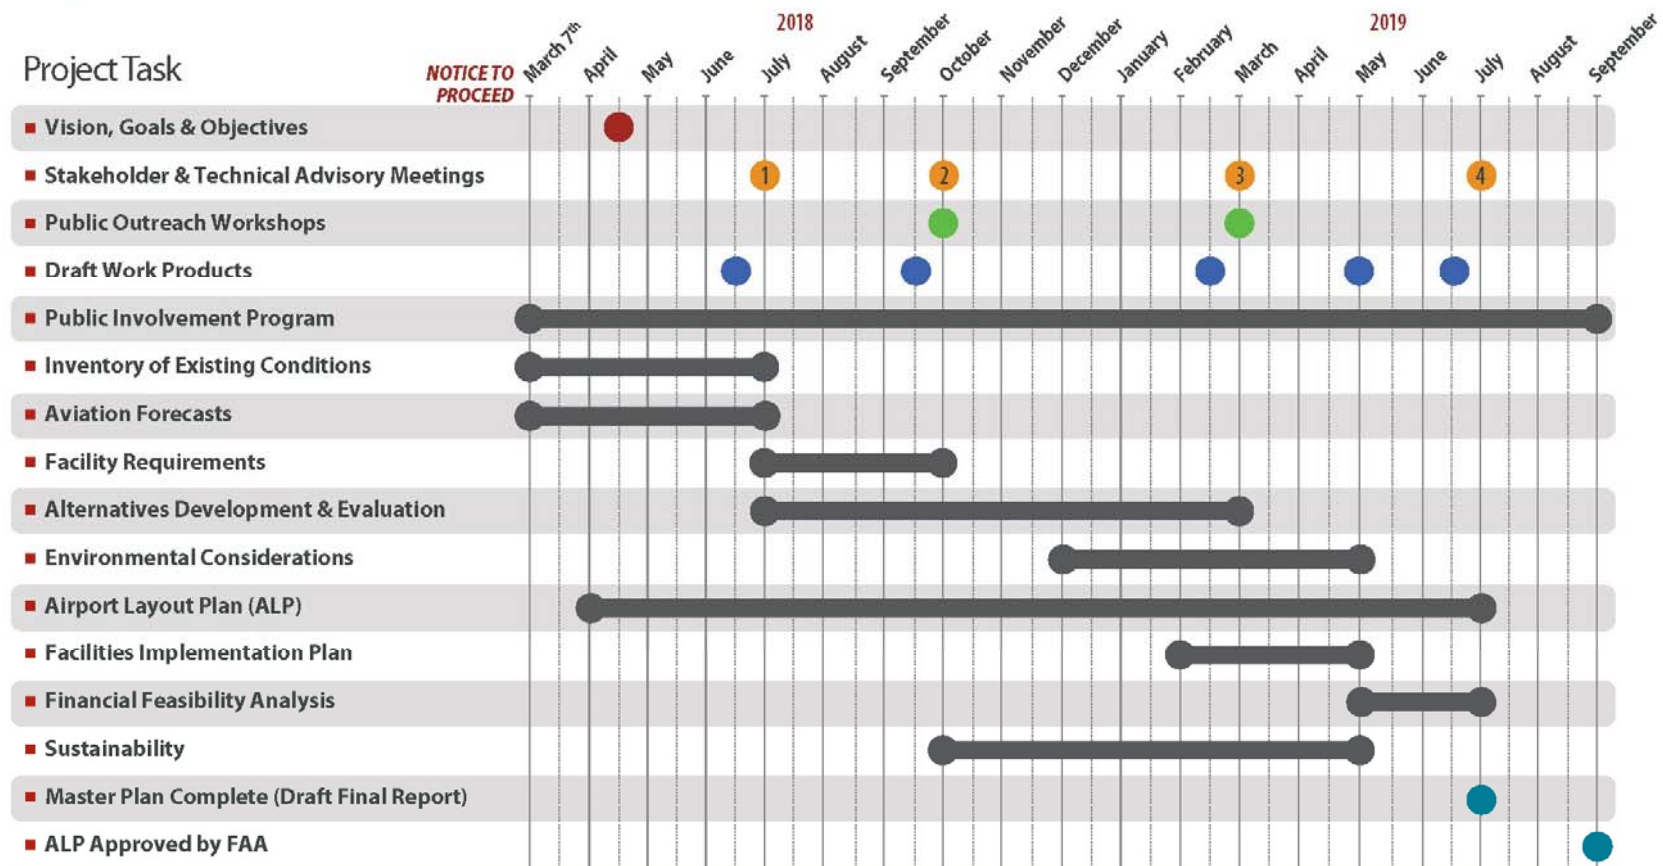 2018
2019
Project Task
NOTICE TO
PROCEED
March 7th
April
May
June
July
August
September
October
November
December
January
February
March
April
May
June
July
August
September
Vision, Goals & Objectives
Stakeholder & Technical Advisory Meetings
1
2
3
4
Public Outreach Workshops
Draft Work Products
Public Involvement Program
Inventory of Existing Conditions
Aviation Forecasts
Facility Requirements
Alternatives Development & Evaluation
Environmental Considerations
Airport Layout Plan (ALP)
Facilities Implementation Plan
Financial Feasibility Analysis
Sustainability
Master Plan Complete (Draft Final Report)
ALP Approved by FAA